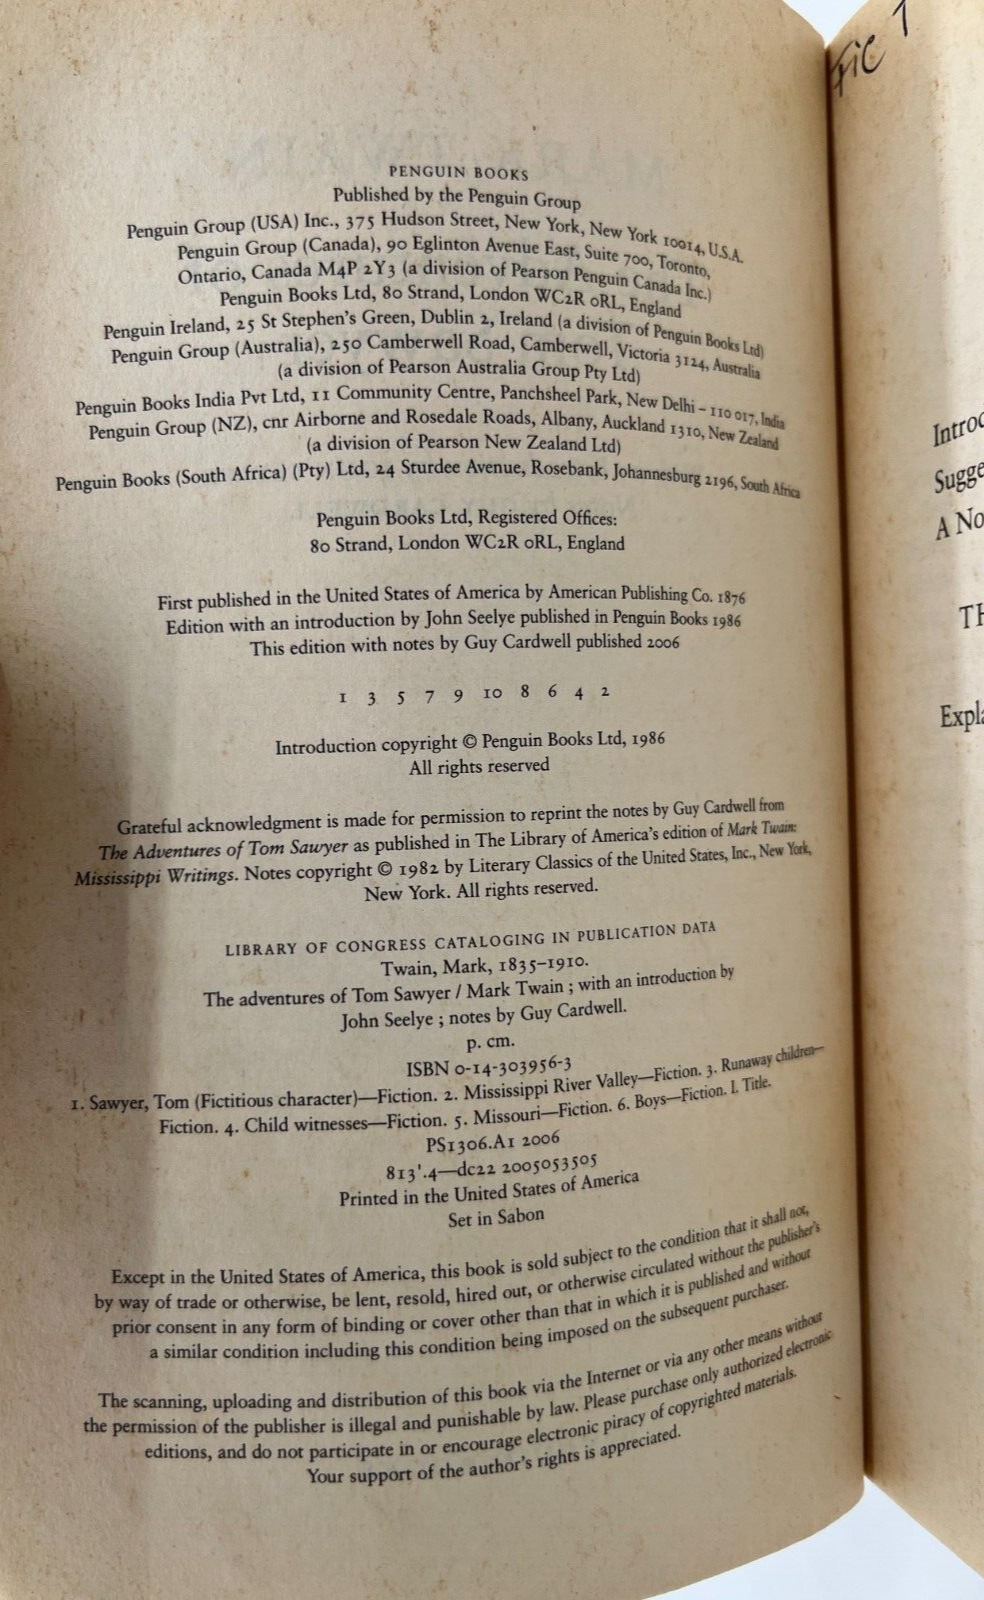 PENGUIN BOOKS
Published by the Penguin Group
Penguin Group (USA) Inc., 375 Hudson Street, New York, New York 10014, U.S.A.
Penguin Group (Canada), 90 Eglinton Avenue East, Suite 700, Toronto,
Ontario, Canada M4P 2Y3 (a division of Pearson Penguin Canada Inc.)
Penguin Books Ltd, 80 Strand, London WC2R 0RL, England
Penguin Ireland, 25 St Stephen's Green, Dublin 2, Ireland (a division of Penguin Books Ltd)
Penguin Group (Australia), 250 Camberwell Road, Camberwell, Victoria 3124, Australia
(a division of Pearson Australia Group Pty Ltd)
Penguin Books India Pvt Ltd, 11 Community Centre, Panchsheel Park, New Delhi – 110 017, India
Penguin Group (NZ), cnr Airborne and Rosedale Roads, Albany, Auckland 1310, New Zealand
(a division of Pearson New Zealand Ltd)
Penguin Books (South Africa) (Pty) Ltd, 24 Sturdee Avenue, Rosebank, Johannesburg 2196, South Africa
Penguin Books Ltd, Registered Offices:
80 Strand, London WC2R 0RL, England
First published in the United States of America by American Publishing Co. 1876
Edition with an introduction by John Seelye published in Penguin Books 1986
This edition with notes by Guy Cardwell published 2006
1 3 5 7 9 10 8 6 4 2
Introduction copyright © Penguin Books Ltd, 1986
All rights reserved
Grateful acknowledgment is made for permission to reprint the notes by Guy Cardwell from
The Adventures of Tom Sawyer as published in The Library of America's edition of Mark Twain:
Mississippi Writings. Notes copyright © 1982 by Literary Classics of the United States, Inc., New York,
New York. All rights reserved.
LIBRARY OF CONGRESS CATALOGING IN PUBLICATION DATA
Twain, Mark, 1835–1910.
The adventures of Tom Sawyer / Mark Twain ; with an introduction by
John Seelye ; notes by Guy Cardwell.
p. cm.
ISBN 0-14-303956-3
1. Sawyer, Tom (Fictitious character)—Fiction. 2. Mississippi River Valley—Fiction. 3. Runaway children—
Fiction. 4. Child witnesses—Fiction. 5. Missouri—Fiction. 6. Boys—Fiction. I. Title.
PS1306.A1 2006
813'.4—dc22 2005053505
Printed in the United States of America
Set in Sabon
Except in the United States of America, this book is sold subject to the condition that it shall not,
by way of trade or otherwise, be lent, resold, hired out, or otherwise circulated without the publisher's
prior consent in any form of binding or cover other than that in which it is published and without
a similar condition including this condition being imposed on the subsequent purchaser.
The scanning, uploading and distribution of this book via the Internet or via any other means without
the permission of the publisher is illegal and punishable by law. Please purchase only authorized electronic
editions, and do not participate in or encourage electronic piracy of copyrighted materials.
Your support of the author's rights is appreciated.
Introd
Sugge
A No
TH
Expla